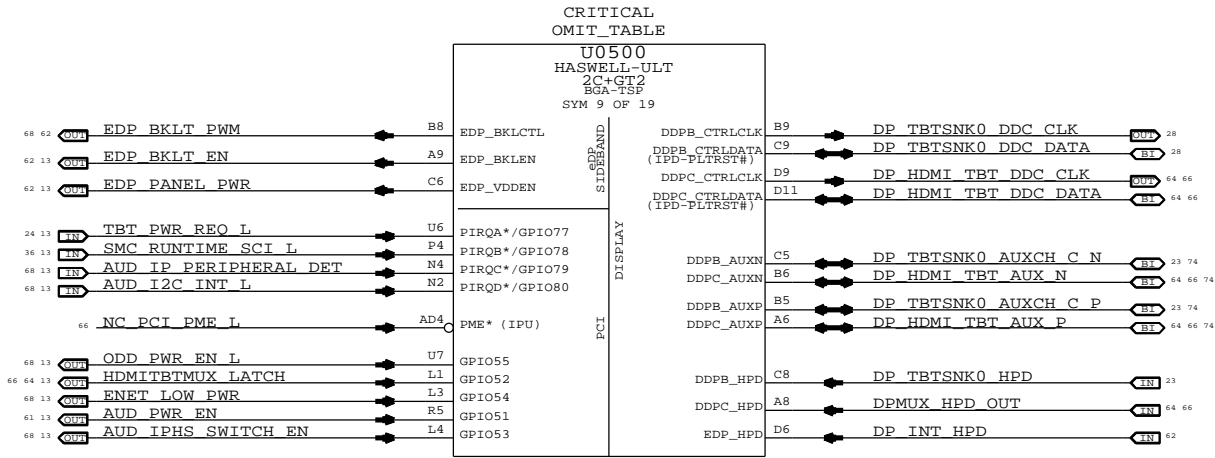 CRITICAL
OMIT_TABLE
U0500
HASWELL-ULT
2C+GT2
BGA-TSP
SYM 9 OF 19
68 62 OUT EDP_BKLT_PWM B8 EDP_BKLCTL
62 13 OUT EDP_BKLT_EN A9 EDP_BKLEN
62 13 OUT EDP_PANEL_PWR C6 EDP_VDDEN
eDP SIDEBAND
24 13 IN TBT_PWR_REQ_L U6 PIRQA*/GPIO77
36 13 IN SMC_RUNTIME_SCI_L P4 PIRQB*/GPIO78
68 13 IN AUD_IP_PERIPHERAL_DET N4 PIRQC*/GPIO79
68 13 IN AUD_I2C_INT_L N2 PIRQD*/GPIO80
66 NC_PCI_PME_L AD4 PME* (IPU)
68 13 OUT ODD_PWR_EN_L U7 GPIO55
66 64 13 OUT HDMITBTMUX_LATCH L1 GPIO52
68 13 OUT ENET_LOW_PWR L3 GPIO54
61 13 OUT AUD_PWR_EN R5 GPIO51
68 13 OUT AUD_IPHS_SWITCH_EN L4 GPIO53
PCI
DISPLAY
DDPB_CTRLCLK B9 DP_TBTSNK0_DDC_CLK OUT 28
DDPB_CTRLDATA C9 DP_TBTSNK0_DDC_DATA BI 28
(IPD-PLTRST#)
DDPC_CTRLCLK D9 DP_HDMI_TBT_DDC_CLK OUT 64 66
DDPC_CTRLDATA D11 DP_HDMI_TBT_DDC_DATA BI 64 66
(IPD-PLTRST#)
DDPB_AUXN C5 DP_TBTSNK0_AUXCH_C_N BI 23 74
DDPC_AUXN B6 DP_HDMI_TBT_AUX_N BI 64 66 74
DDPB_AUXP B5 DP_TBTSNK0_AUXCH_C_P BI 23 74
DDPC_AUXP A6 DP_HDMI_TBT_AUX_P BI 64 66 74
DDPB_HPD C8 DP_TBTSNK0_HPD IN 23
DDPC_HPD A8 DPMUX_HPD_OUT IN 64 66
EDP_HPD D6 DP_INT_HPD IN 62